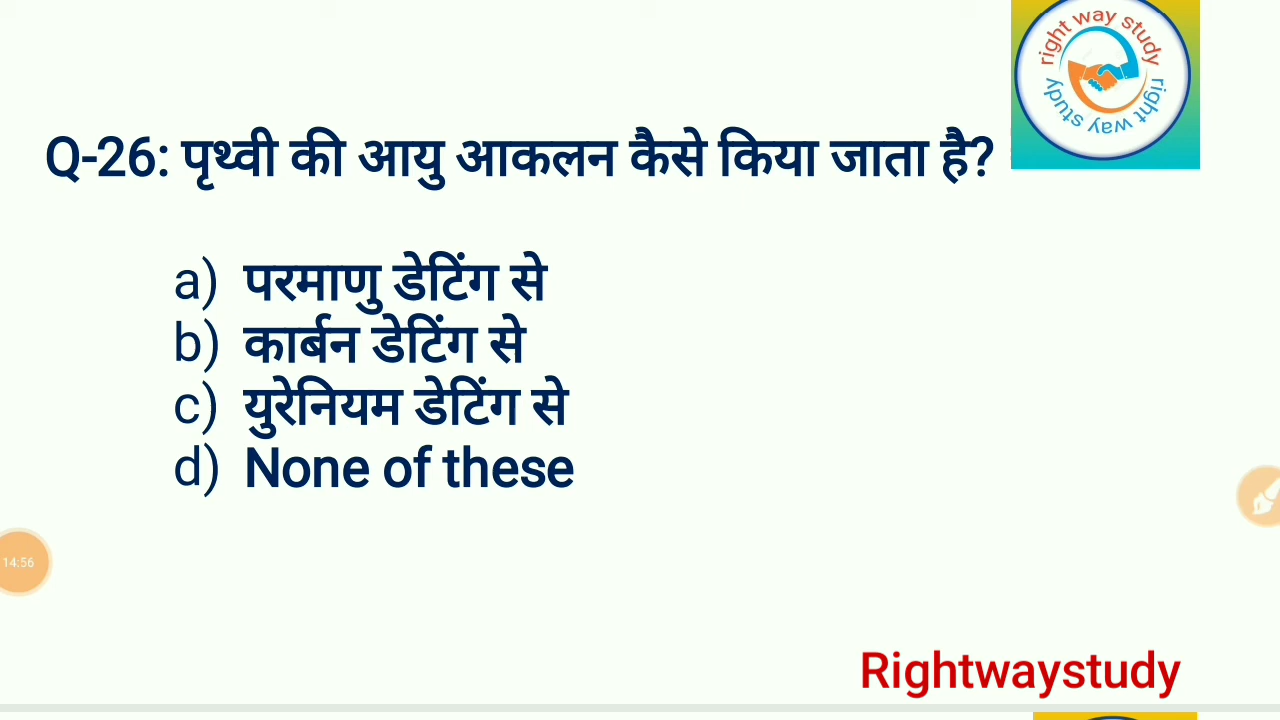 right way study
right way study
Q-26: पृथ्वी की आयु आकलन कैसे किया जाता है?
a) परमाणु डेटिंग से
b) कार्बन डेटिंग से
c) युरेनियम डेटिंग से
d) None of these
14:56
Rightwaystudy